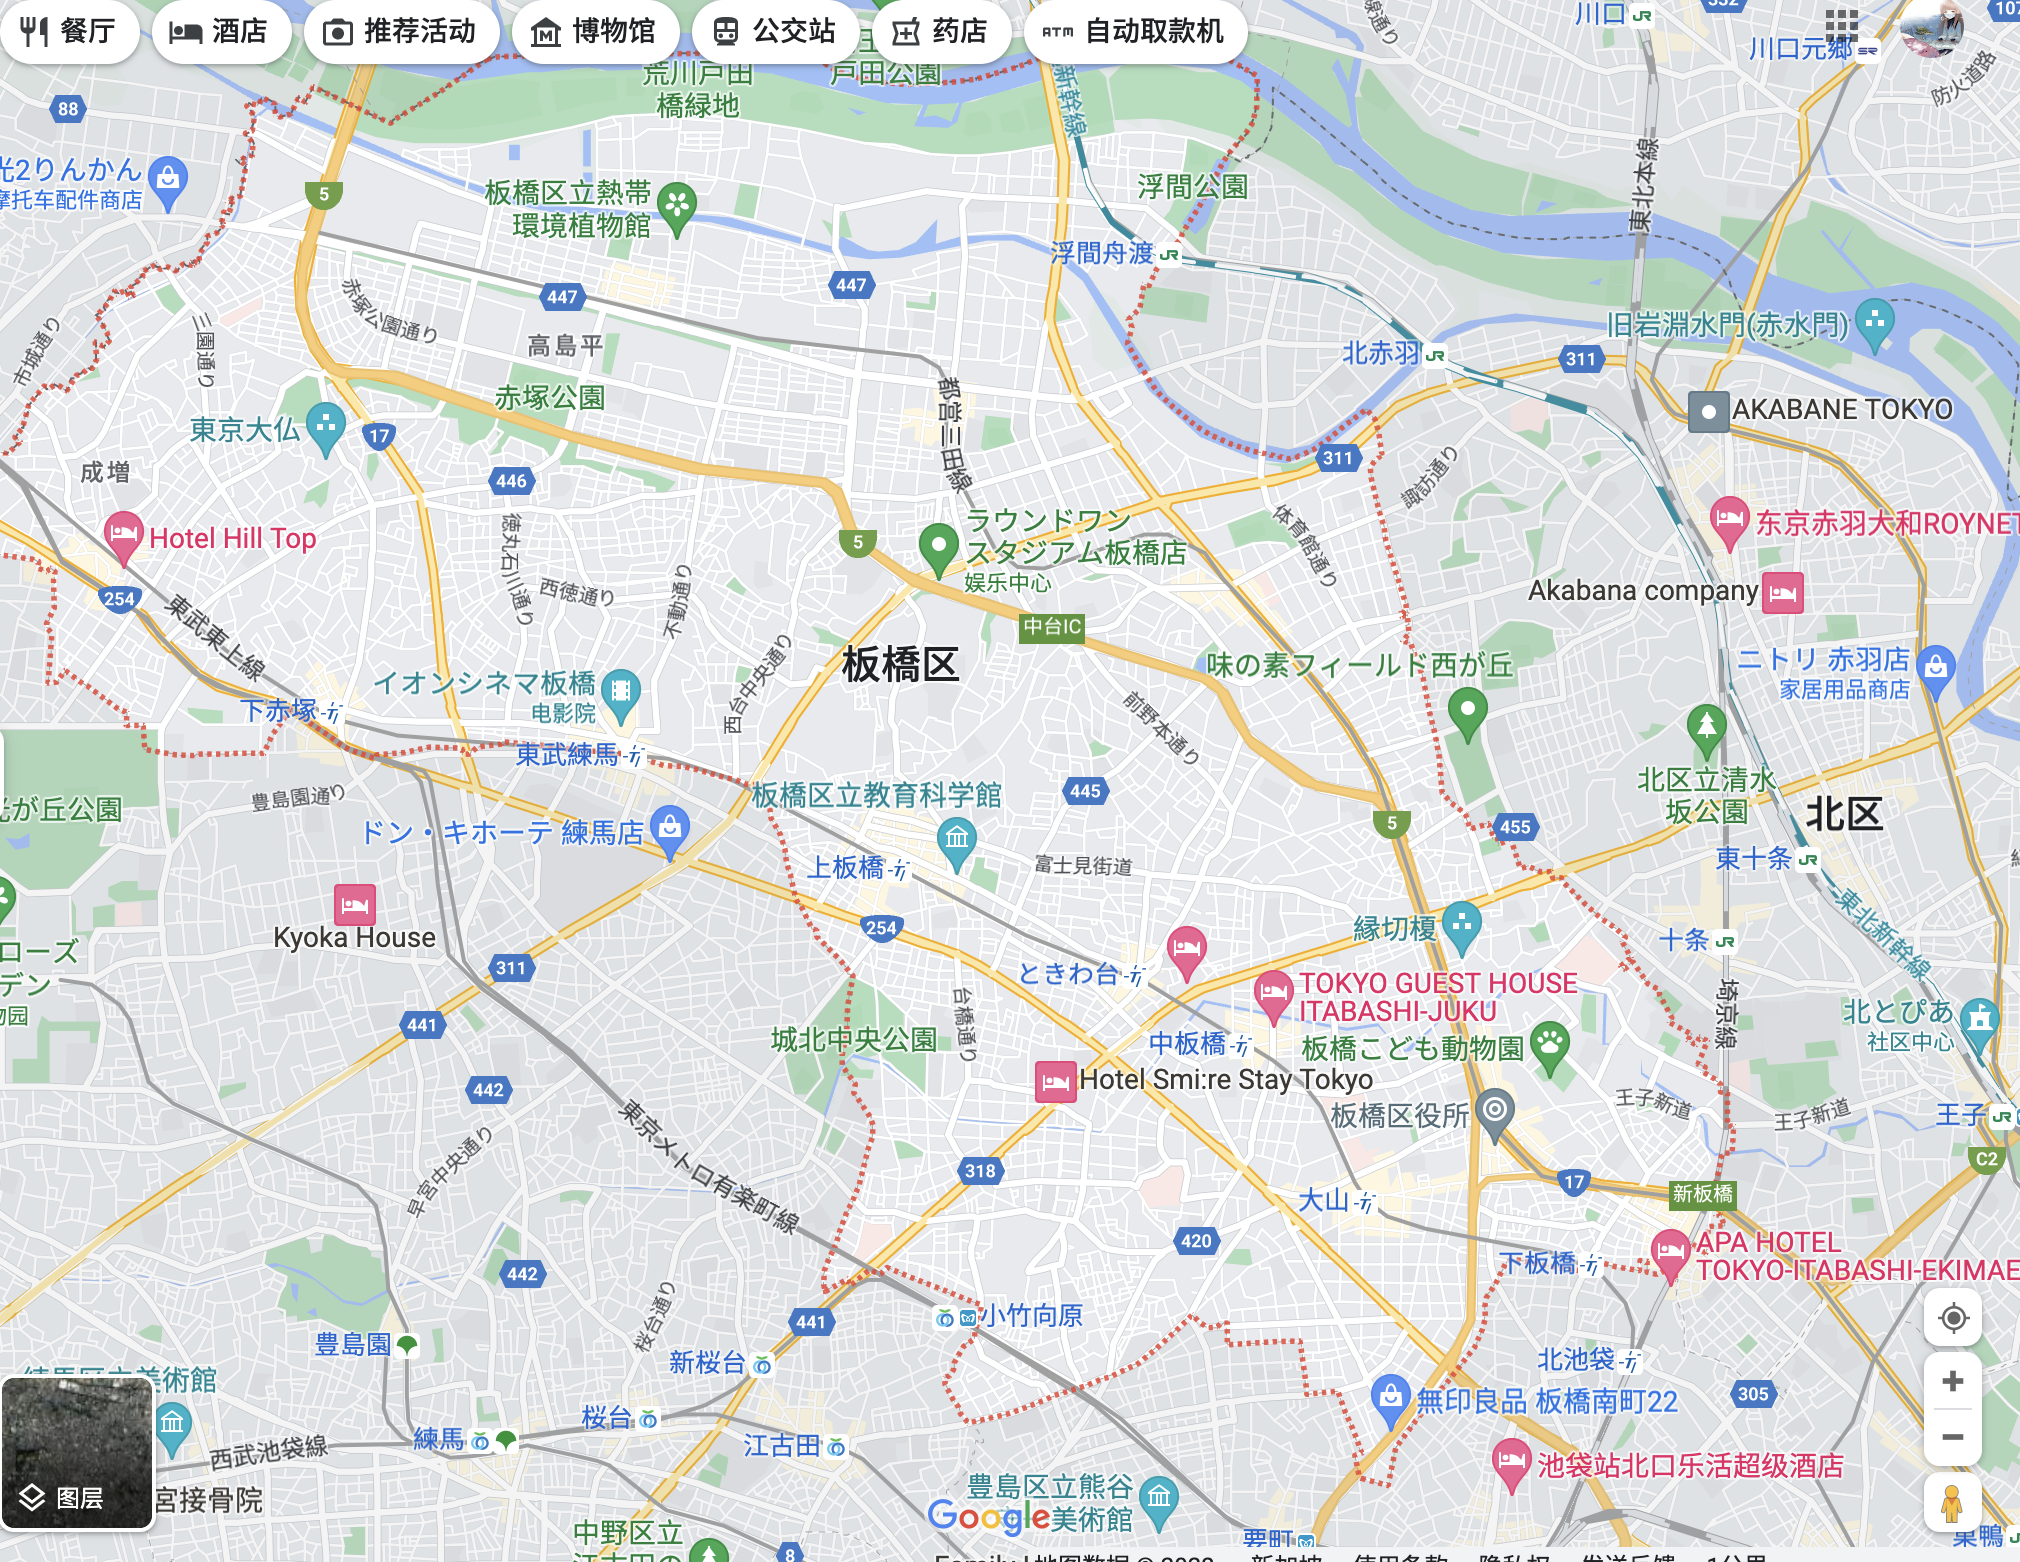 餐厅
酒店
推荐活动
博物馆
公交站
药店
自动取款机
川口
川口元郷
107
防火道路
荒川戸田
橋緑地
戸田公園
新幹線
88
5
光2りんかん
摩托车配件商店
板橋区立熱帯
環境植物館
浮間公園
東北本線
浮間舟渡
447
447
赤塚公園通り
三園通り
市城通り
高島平
旧岩淵水門(赤水門)
北赤羽
311
赤塚公園
都営三田線
AKABANE TOKYO
東京大仏
17
成増
446
311
諏訪通り
体育館通り
东京赤羽大和ROYNET
Hotel Hill Top
徳丸石川通り
5
ラウンドワン
スタジアム板橋店
娱乐中心
254
西徳通り
不動通り
Akabana company
東武東上線
中台IC
板橋区
味の素フィールド西が丘
ニトリ 赤羽店
家居用品商店
イオンシネマ板橋
电影院
西台中央通り
前野本通り
下赤塚
東武練馬
豊島園通り
板橋区立教育科学館
445
北区立清水
坂公園
北区
光が丘公園
ドン・キホーテ 練馬店
5
455
上板橋
富士見街道
東十条
Kyoka House
254
縁切榎
十条
東北新幹線
ローズ
デン
物园
311
ときわ台
TOKYO GUEST HOUSE
ITABASHI-JUKU
441
台橋通り
城北中央公園
中板橋
板橋こども動物園
埼京線
北とぴあ
社区中心
442
Hotel Smi:re Stay Tokyo
板橋区役所
王子新道
王子新道
王子
東京メトロ有楽町線
早宮中央通り
318
C2
大山
17
新板橋
420
下板橋
APA HOTEL
TOKYO-ITABASHI-EKIMAE
442
桜台通り
441
小竹向原
豊島園
新桜台
北池袋
練馬区立美術館
305
無印良品 板橋南町22
桜台
練馬
江古田
西武池袋線
池袋站北口乐活超级酒店
图层
宮接骨院
豊島区立熊谷
美術館
Google
中野区立
8
要町
巣鴨